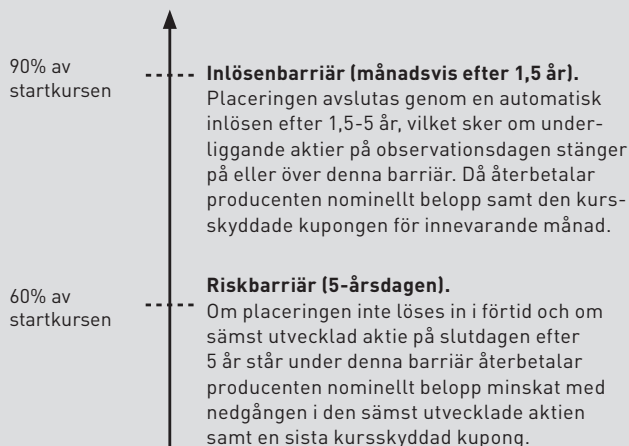 90% av
startkursen
Inlösenbarriär (månadsvis efter 1,5 år).
Placeringen avslutas genom en automatisk
inlösen efter 1,5-5 år, vilket sker om under-
liggande aktier på observationsdagen stänger
på eller över denna barriär. Då återbetalar
producenten nominellt belopp samt den kurs-
skyddade kupongen för innevarande månad.
60% av
startkursen
Riskbarriär (5-årsdagen).
Om placeringen inte löses in i förtid och om
sämst utvecklad aktie på slutdagen efter
5 år står under denna barriär återbetalar
producenten nominellt belopp minskat med
nedgången i den sämst utvecklade aktien
samt en sista kursskyddad kupong.